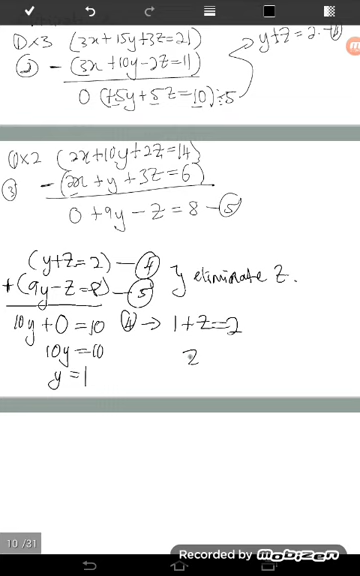 ① x 3 (3x + 15y + 3z = 21)
② - (3x + 10y - 2z = 11)
0 (+5y + 5z = 10) ÷ 5
y + z = 2. - ④
① x 2 (2x + 10y + 2z = 14)
③ - (2x + y + 3z = 6)
0 + 9y - z = 8 - ⑤
(y + z = 2) - ④
+ (9y - z = 8) - ⑤
} eliminate z.
10y + 0 = 10
④ → 1 + z = 2
10y = 10
z
y = 1
10 /31
Recorded by Mobizen